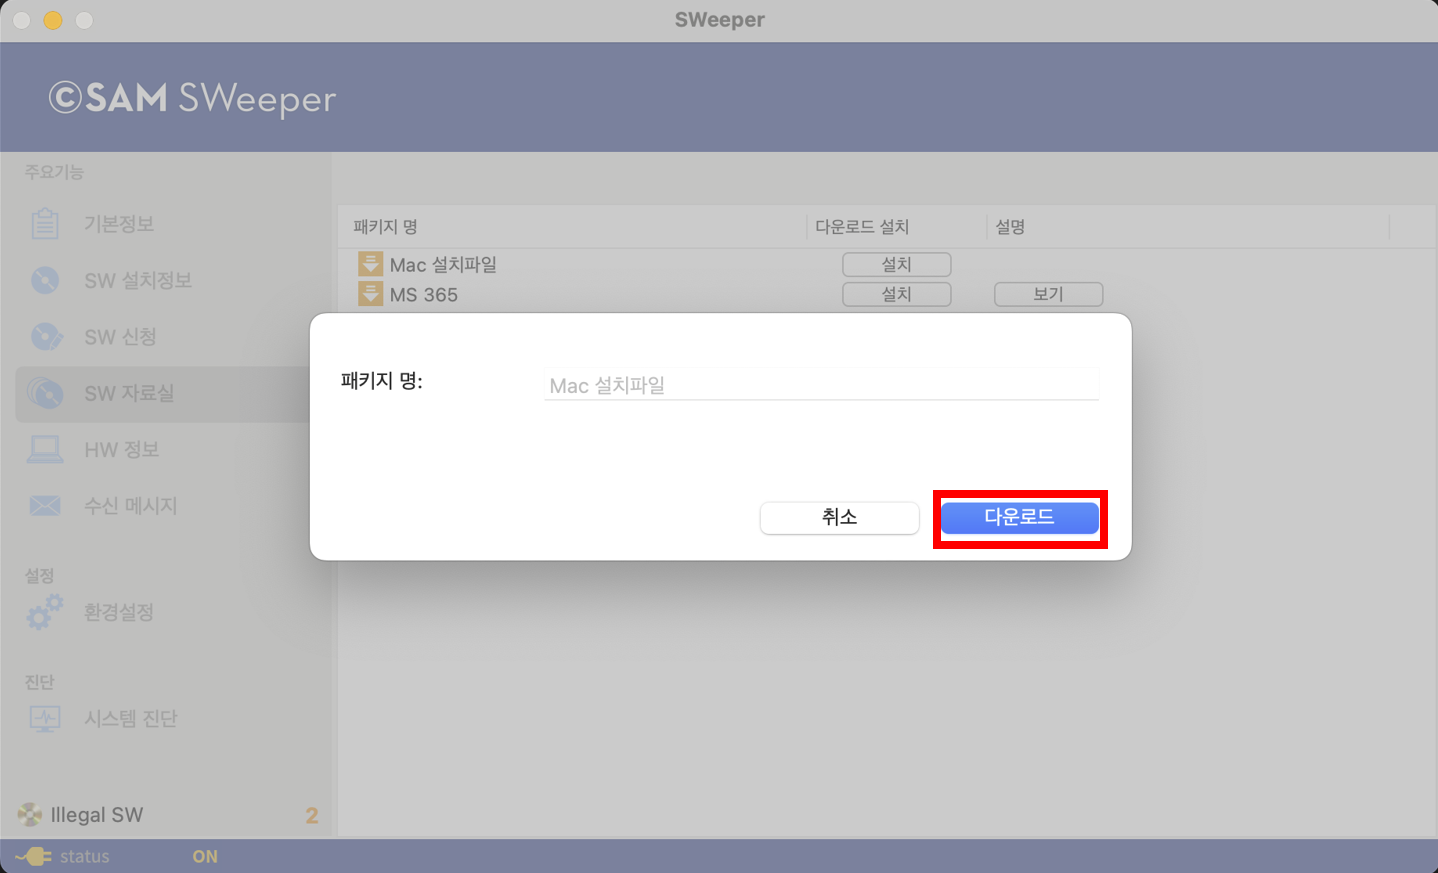 SWeeper
©SAM SWeeper
주요기능
기본정보
SW 설치정보
SW 신청
SW 자료실
HW 정보
수신 메시지
설정
환경설정
진단
시스템 진단
Illegal SW 2
status ON
패키지 명 다운로드 설치 설명
Mac 설치파일 설치
MS 365 설치 보기
패키지 명: Mac 설치파일
취소 다운로드